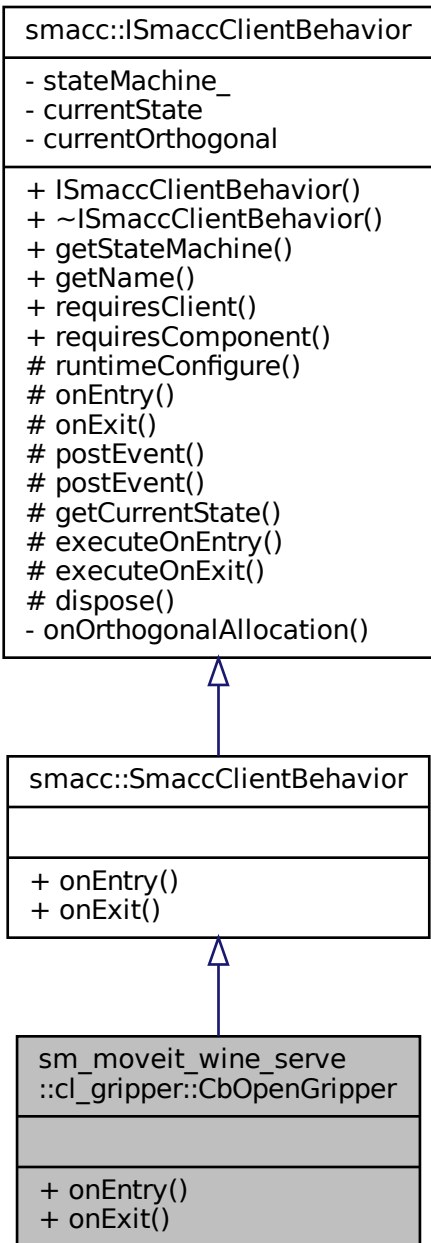 smacc::ISmaccClientBehavior
- stateMachine_
- currentState
- currentOrthogonal
+ ISmaccClientBehavior()
+ ~ISmaccClientBehavior()
+ getStateMachine()
+ getName()
+ requiresClient()
+ requiresComponent()
# runtimeConfigure()
# onEntry()
# onExit()
# postEvent()
# postEvent()
# getCurrentState()
# executeOnEntry()
# executeOnExit()
# dispose()
- onOrthogonalAllocation()
smacc::SmaccClientBehavior
+ onEntry()
+ onExit()
sm_moveit_wine_serve
::cl_gripper::CbOpenGripper
+ onEntry()
+ onExit()